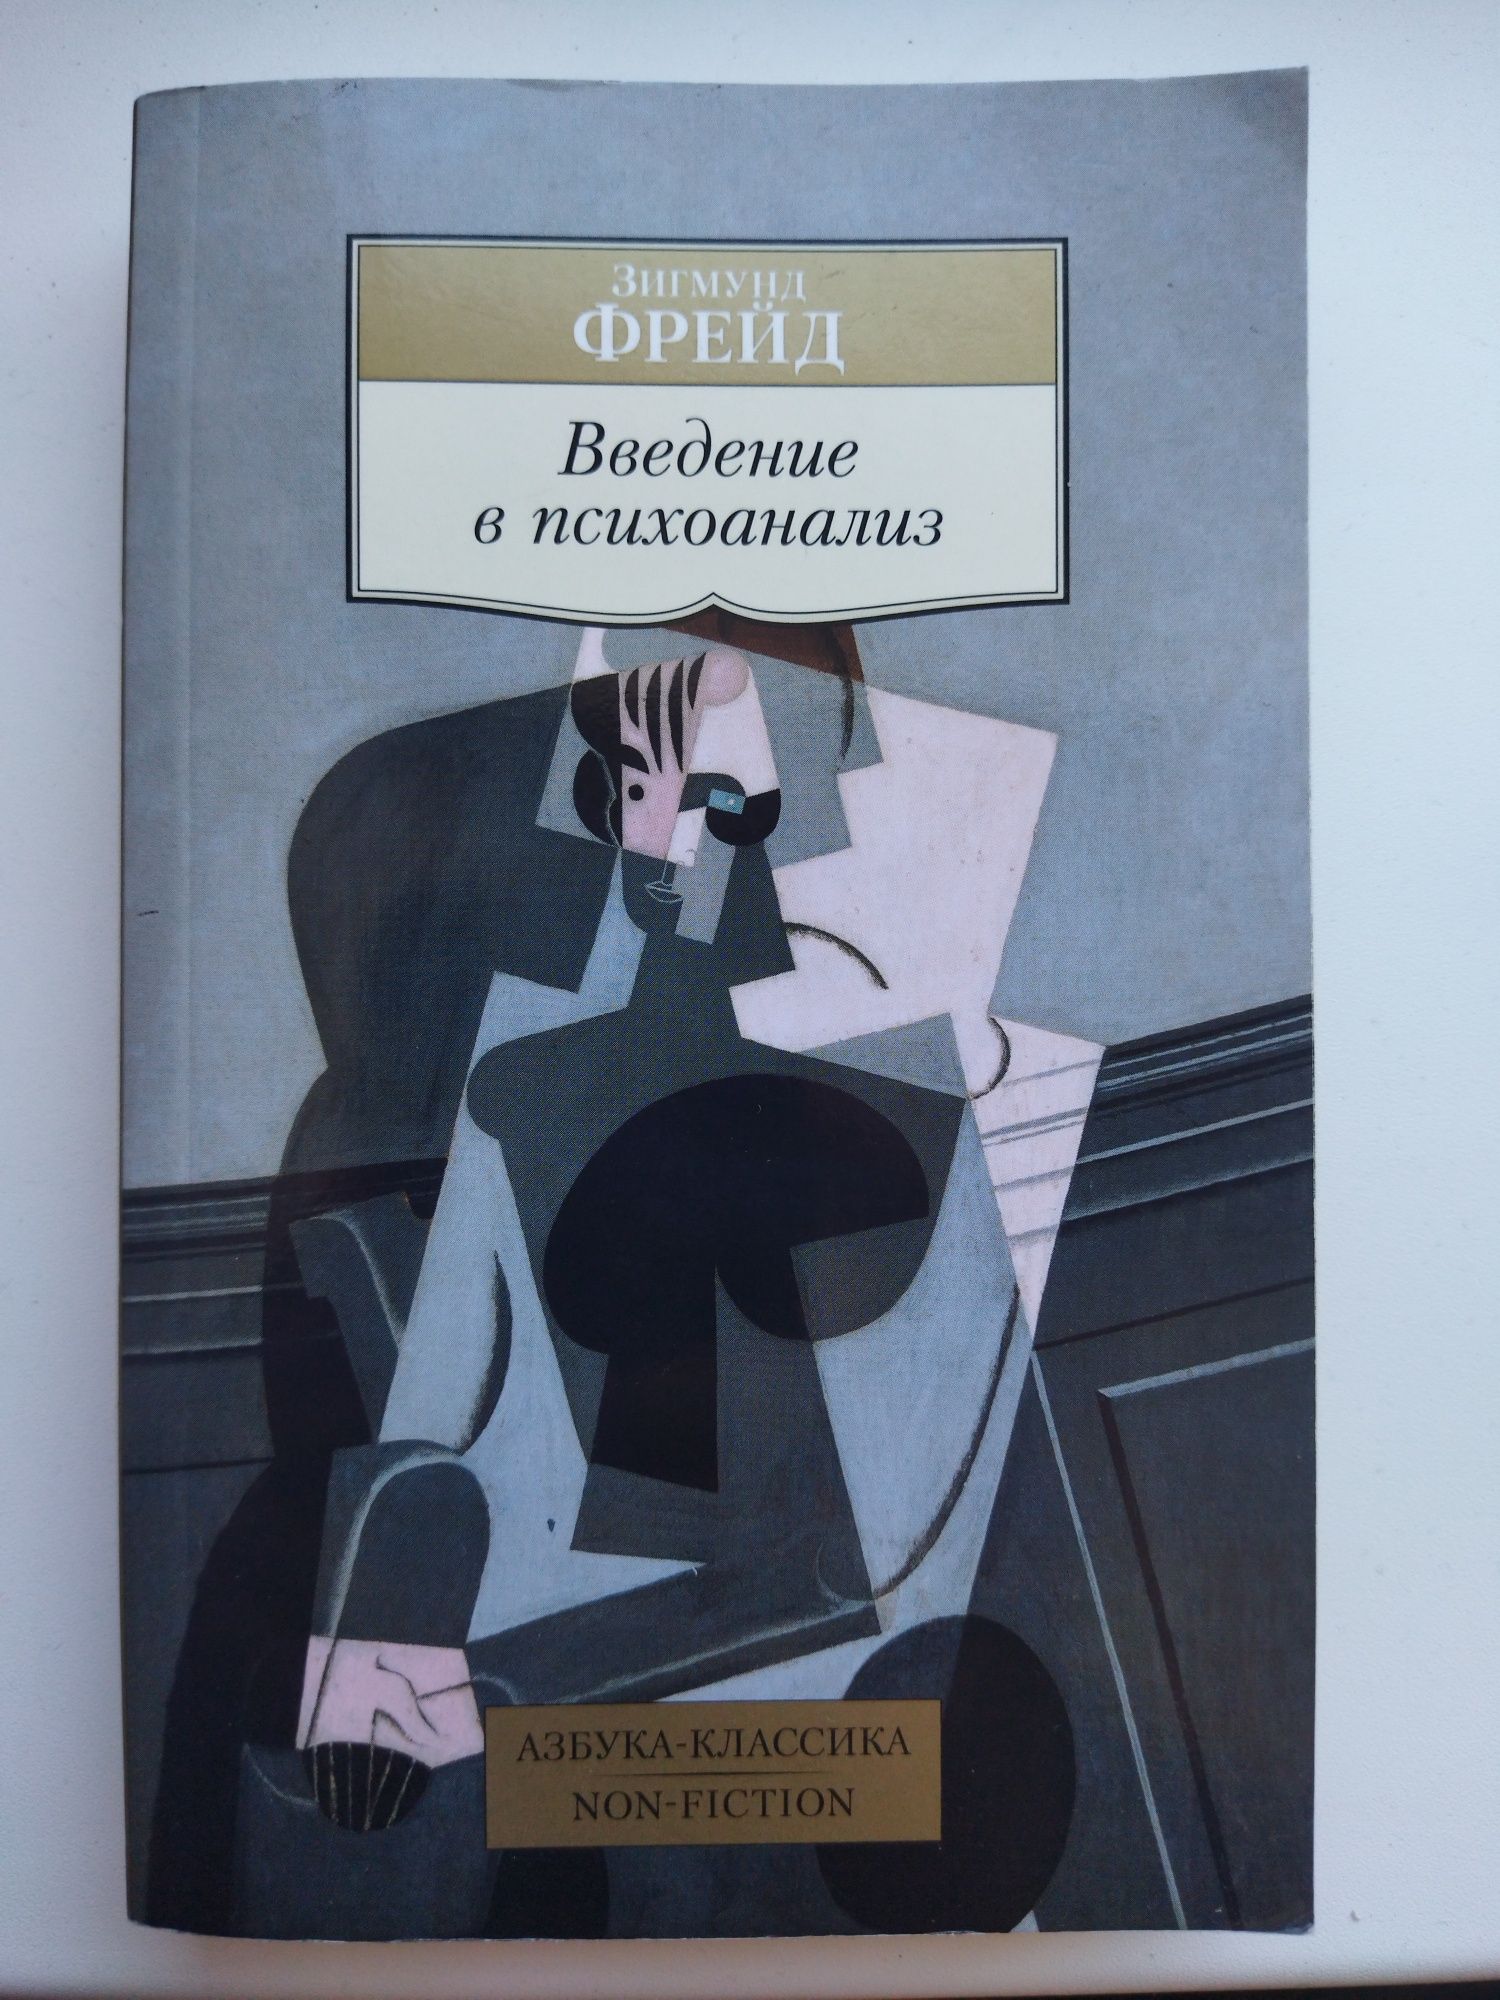 Зигмунд
ФРЕЙД
Введение
в психоанализ
АЗБУКА-КЛАССИКА
NON-FICTION